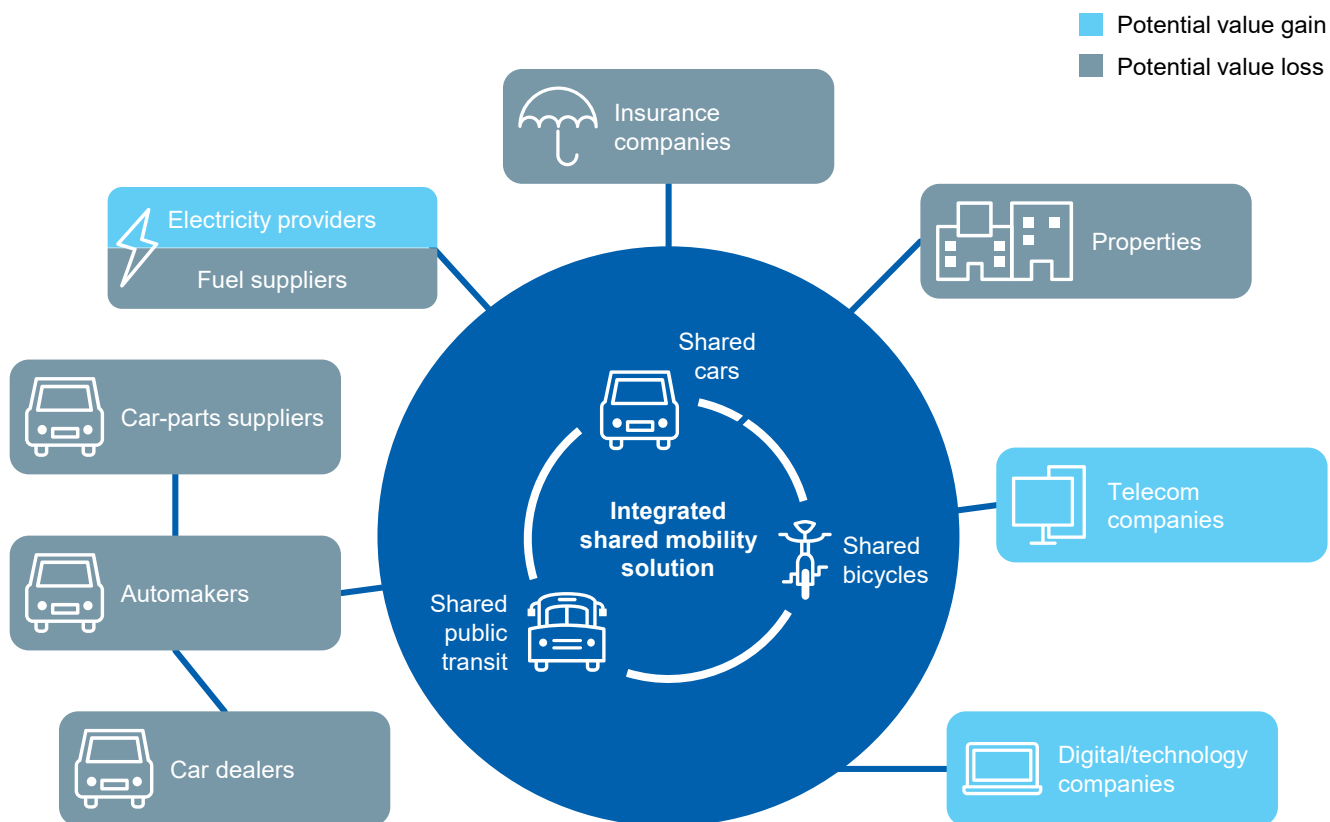 Potential value gain
Potential value loss
Insurance
companies
Electricity providers
Fuel suppliers
Properties
Car-parts suppliers
Shared
cars
Telecom
companies
Integrated
shared mobility
solution
Shared
bicycles
Automakers
Shared
public
transit
Car dealers
Digital/technology
companies